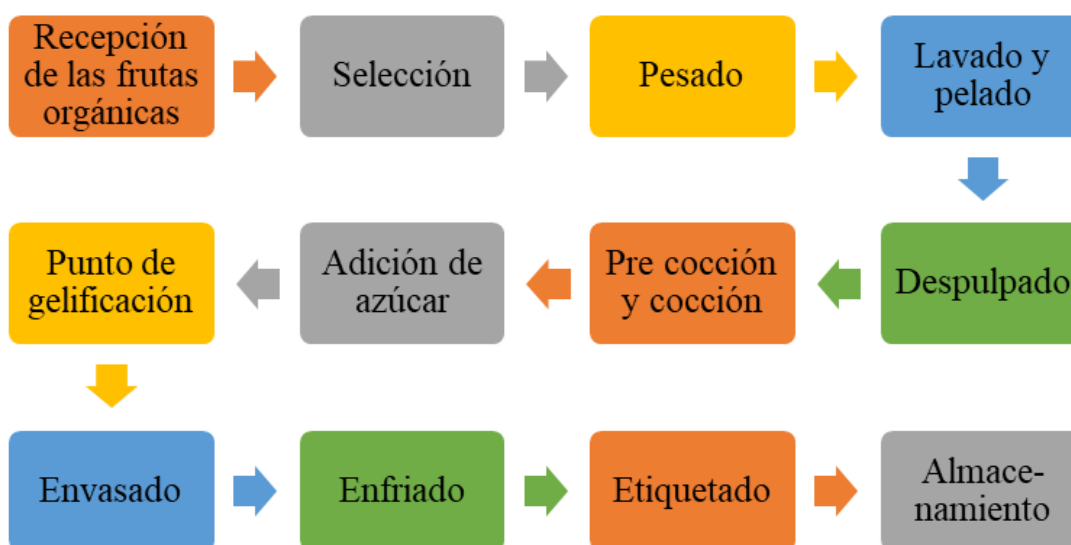 Recepción
de las frutas
orgánicas
Selección
Pesado
Lavado y
pelado
Despulpado
Pre cocción
y cocción
Adición de
azúcar
Punto de
gelificación
Envasado
Enfriado
Etiquetado
Almace-
namiento